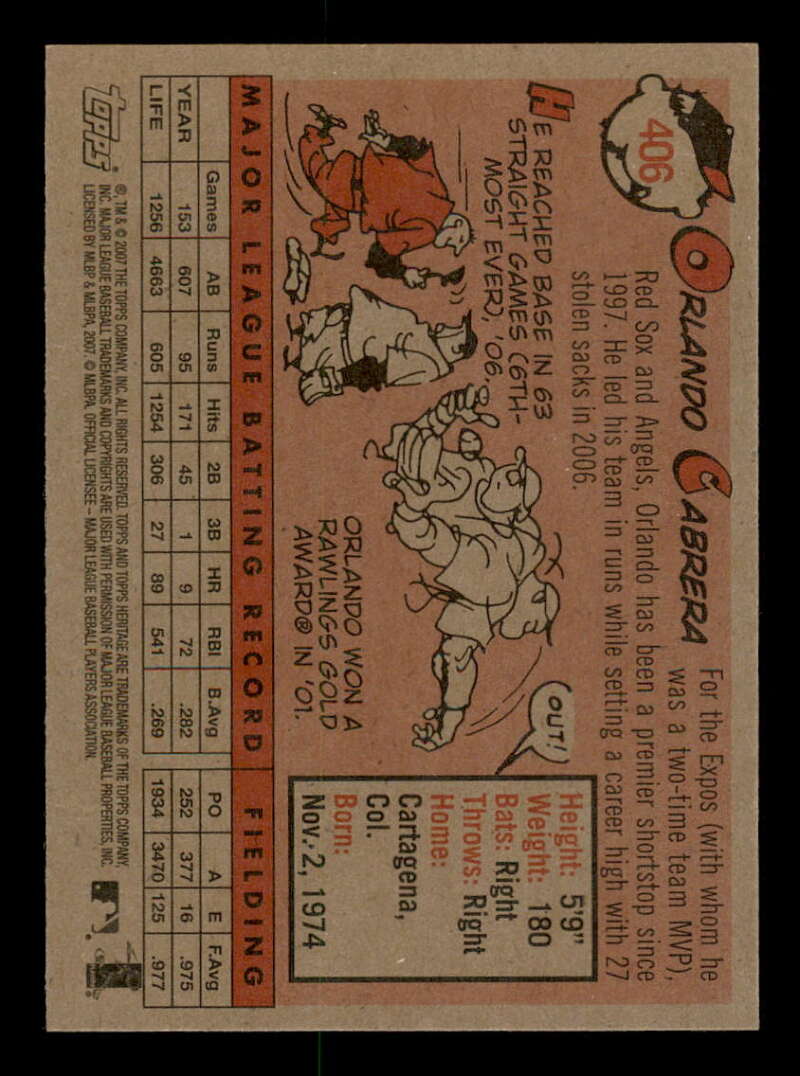 406
ORLANDO CABRERA
For the Expos (with whom he
was a two-time team MVP),
Red Sox and Angels, Orlando has been a premier shortstop since
1997. He led his team in runs while setting a career high with 27
stolen sacks in 2006.
HE REACHED BASE IN 63
STRAIGHT GAMES (6TH-
MOST EVER), '06.
OUT!
ORLANDO WON A
RAWLINGS GOLD
AWARD® IN '01.
Height: 5'9"
Weight: 180
Bats: Right
Throws: Right
Home:
Cartagena,
Col.
Born:
Nov. 2, 1974
MAJOR LEAGUE BATTING RECORD FIELDING
Games AB Runs Hits 2B 3B HR RBI B.Avg PO A E F.Avg
YEAR 153 607 95 171 45 1 9 72 .282 252 377 16 .975
LIFE 1256 4663 605 1254 306 27 89 541 .269 1934 3470 125 .977
Topps
®, TM & © 2007 THE TOPPS COMPANY, INC. ALL RIGHTS RESERVED. TOPPS AND TOPPS HERITAGE ARE TRADEMARKS OF THE TOPPS COMPANY,
INC. MAJOR LEAGUE BASEBALL TRADEMARKS AND COPYRIGHTS ARE USED WITH PERMISSION OF MAJOR LEAGUE BASEBALL PROPERTIES, INC.
LICENSED BY MLBP & MLBPA, 2007. © MLBPA. OFFICIAL LICENSEE – MAJOR LEAGUE BASEBALL PLAYERS ASSOCIATION.